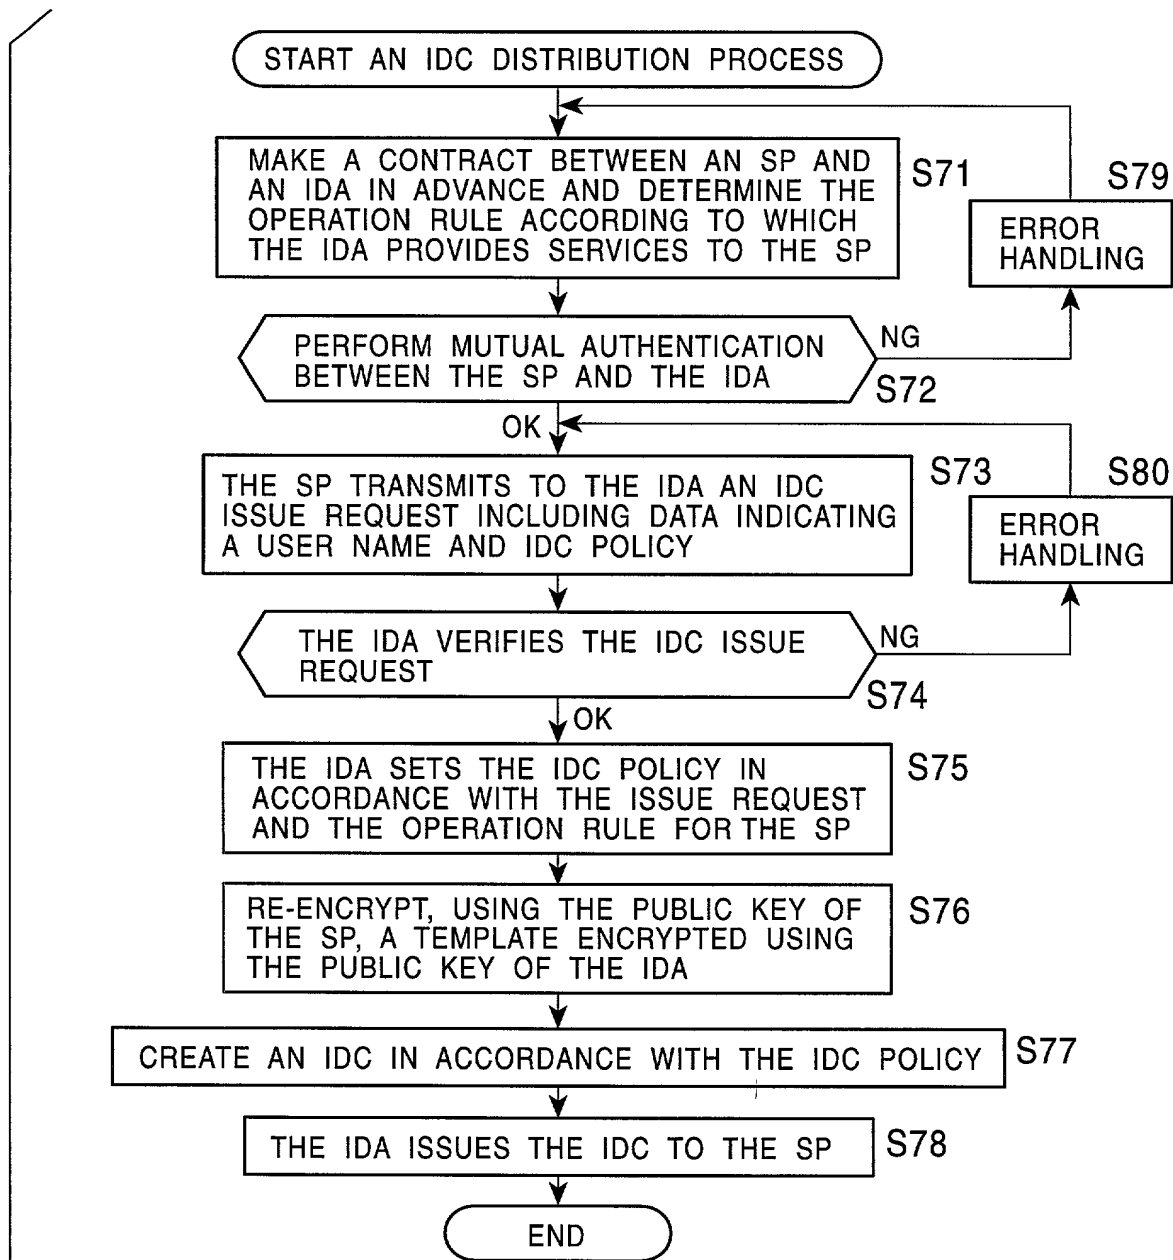 START AN IDC DISTRIBUTION PROCESS
MAKE A CONTRACT BETWEEN AN SP AND
AN IDA IN ADVANCE AND DETERMINE THE
OPERATION RULE ACCORDING TO WHICH
THE IDA PROVIDES SERVICES TO THE SP
S71
S79
ERROR
HANDLING
PERFORM MUTUAL AUTHENTICATION
BETWEEN THE SP AND THE IDA
NG
S72
OK
THE SP TRANSMITS TO THE IDA AN IDC
ISSUE REQUEST INCLUDING DATA INDICATING
A USER NAME AND IDC POLICY
S73
S80
ERROR
HANDLING
THE IDA VERIFIES THE IDC ISSUE
REQUEST
NG
S74
OK
THE IDA SETS THE IDC POLICY IN
ACCORDANCE WITH THE ISSUE REQUEST
AND THE OPERATION RULE FOR THE SP
S75
RE-ENCRYPT, USING THE PUBLIC KEY OF
THE SP, A TEMPLATE ENCRYPTED USING
THE PUBLIC KEY OF THE IDA
S76
CREATE AN IDC IN ACCORDANCE WITH THE IDC POLICY
S77
THE IDA ISSUES THE IDC TO THE SP
S78
END